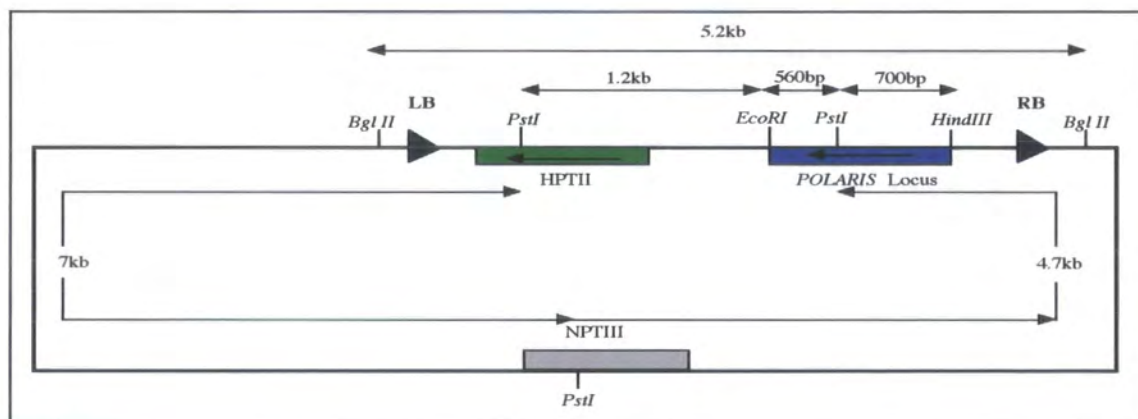 5.2kb
1.2kb 560bp 700bp
LB RB
Bgl II PstI EcoRI PstI HindIII Bgl II
HPTII POLARIS Locus
7kb 4.7kb
NPTIII
PstI